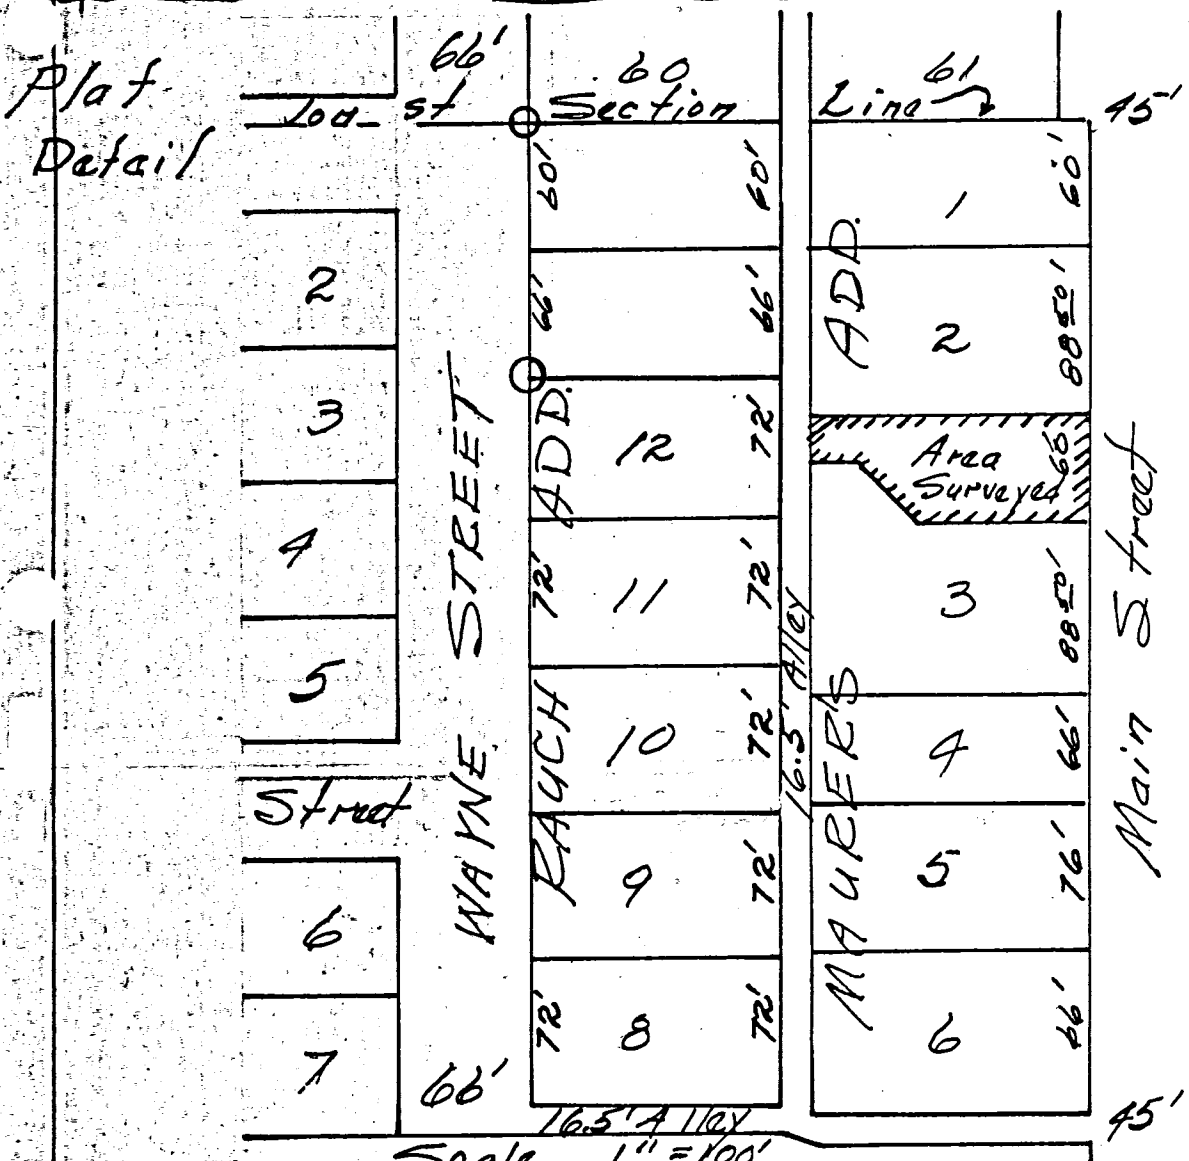 Plat
Detail
66'
60
61
st
Section
Line
45'
60'
60'
60'
1
2
66'
66'
88 50'
2
ADD.
3
ADD.
12
72'
Area
Surveyed
60'
WAYNE STREET
Main Street
4
72'
11
72'
3
88 50'
16.5' Alley
5
RAUCH
10
72'
MAURERS
4
66'
Street
9
72'
5
76'
6
72'
8
72'
6
66'
7
66'
16.5' Alley
45'
Scale 1" = 100'